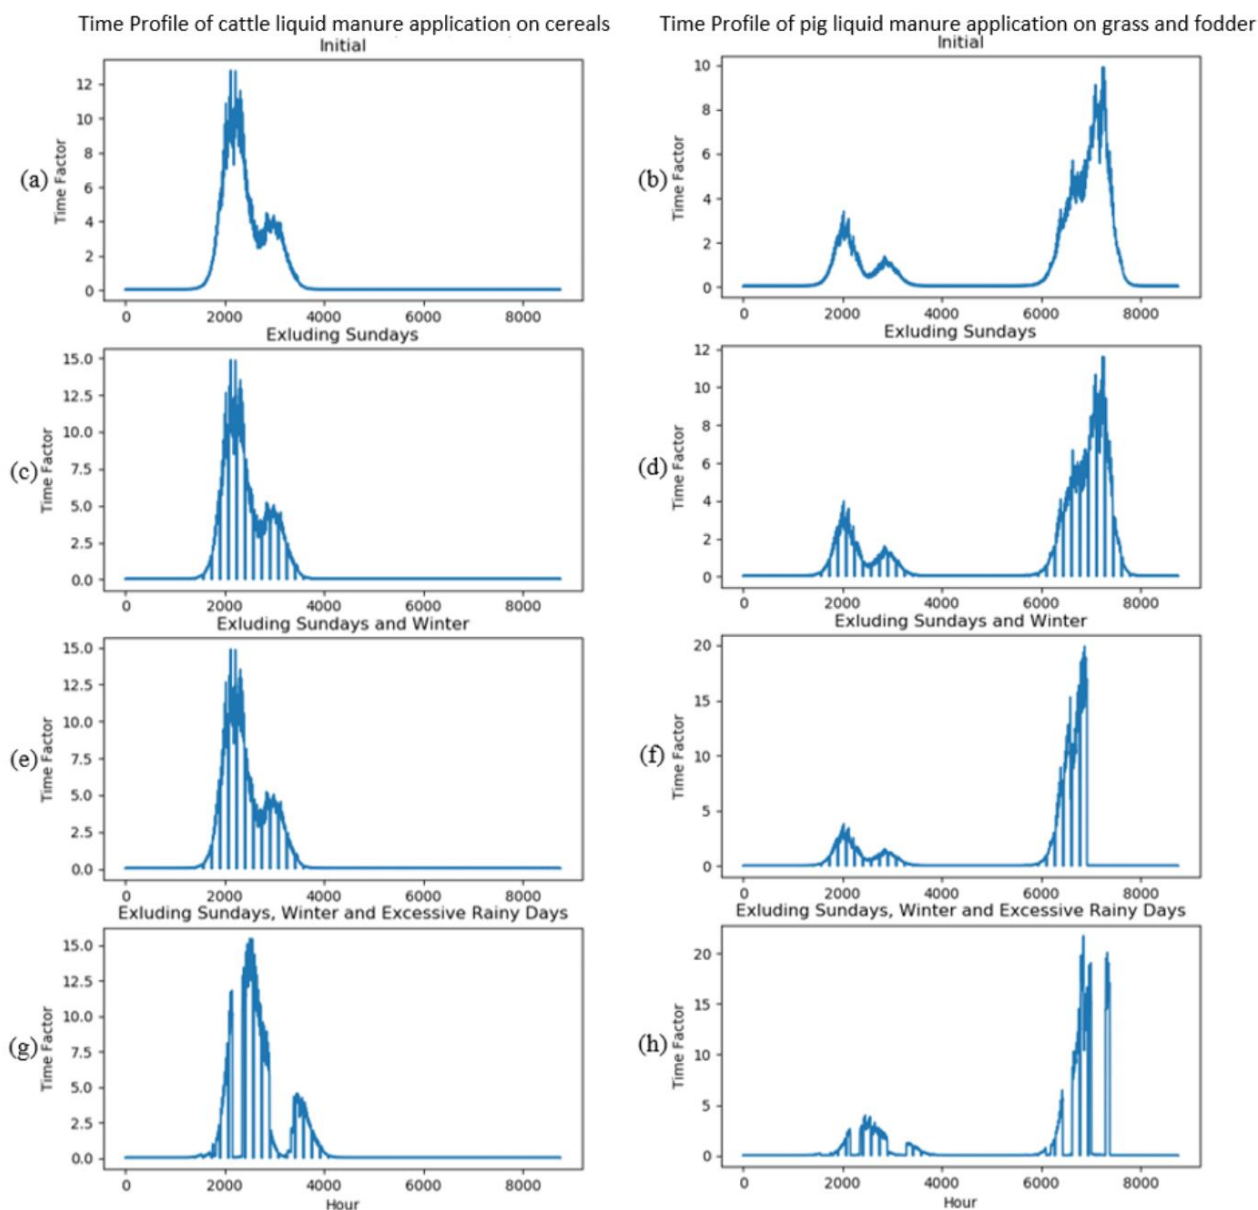 Time Profile of cattle liquid manure application on cereals
Time Profile of pig liquid manure application on grass and fodder
Initial
(a)
Time Factor
12
10
8
6
4
2
0
0 2000 4000 6000 8000
Initial
(b)
Time Factor
10
8
6
4
2
0
0 2000 4000 6000 8000
Exluding Sundays
(c)
Time Factor
15.0
12.5
10.0
7.5
5.0
2.5
0.0
0 2000 4000 6000 8000
Exluding Sundays
(d)
Time Factor
12
10
8
6
4
2
0
0 2000 4000 6000 8000
Exluding Sundays and Winter
(e)
Time Factor
15.0
12.5
10.0
7.5
5.0
2.5
0.0
0 2000 4000 6000 8000
Exluding Sundays and Winter
(f)
Time Factor
20
15
10
5
0
0 2000 4000 6000 8000
Exluding Sundays, Winter and Excessive Rainy Days
(g)
Time Factor
15.0
12.5
10.0
7.5
5.0
2.5
0.0
0 2000 4000 6000 8000
Hour
Exluding Sundays, Winter and Excessive Rainy Days
(h)
Time Factor
20
15
10
5
0
0 2000 4000 6000 8000
Hour